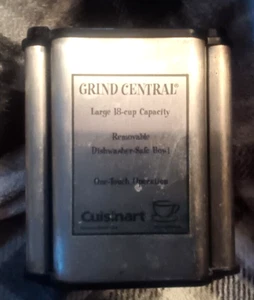 GRIND CENTRAL®
Large 18-cup Capacity
Removable
Dishwasher-Safe Bowl
One-Touch Operation
Cuisinart